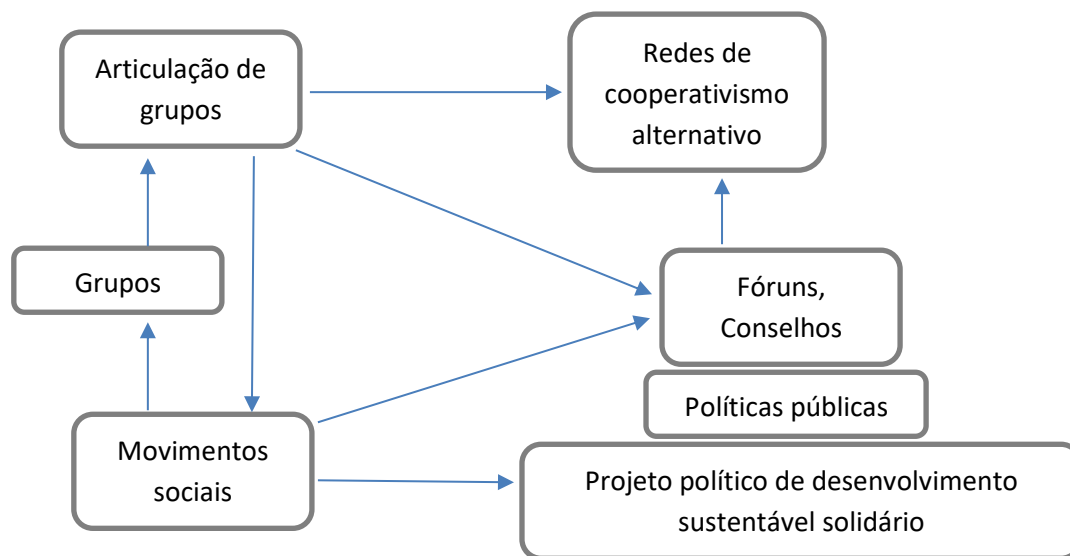 Articulação de
grupos
Redes de
cooperativismo
alternativo
Grupos
Fóruns,
Conselhos
Políticas públicas
Movimentos
sociais
Projeto político de desenvolvimento
sustentável solidário